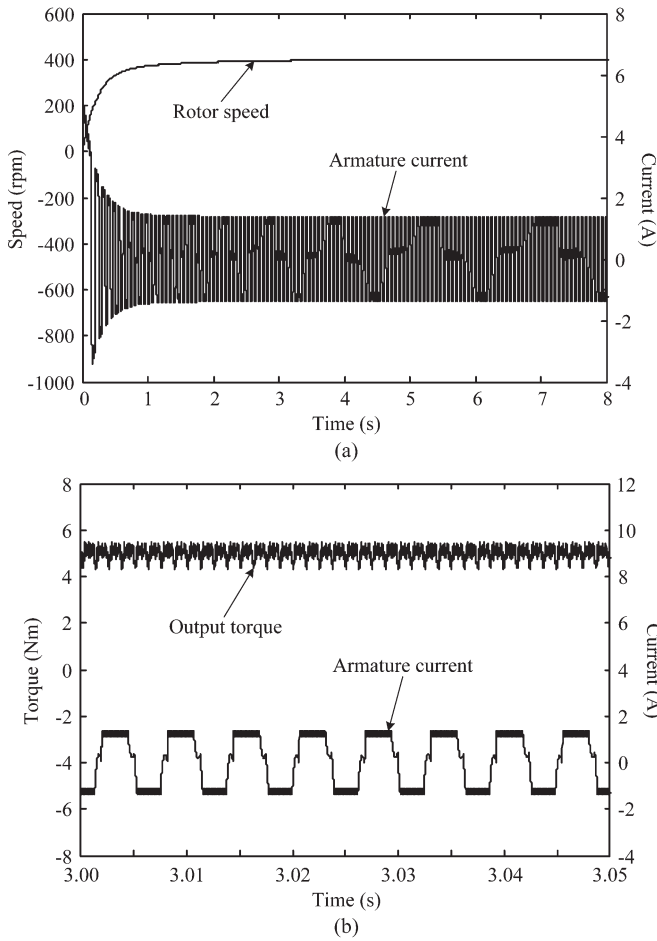 600
400
200
0
-200
-400
-600
-800
-1000
Speed (rpm)
8
6
4
2
0
-2
-4
Current (A)
Rotor speed
Armature current
0 1 2 3 4 5 6 7 8
Time (s)
(a)
8
6
4
2
0
-2
-4
-6
-8
Torque (Nm)
12
10
8
6
4
2
0
-2
-4
Current (A)
Output torque
Armature current
3.00 3.01 3.02 3.03 3.04 3.05
Time (s)
(b)